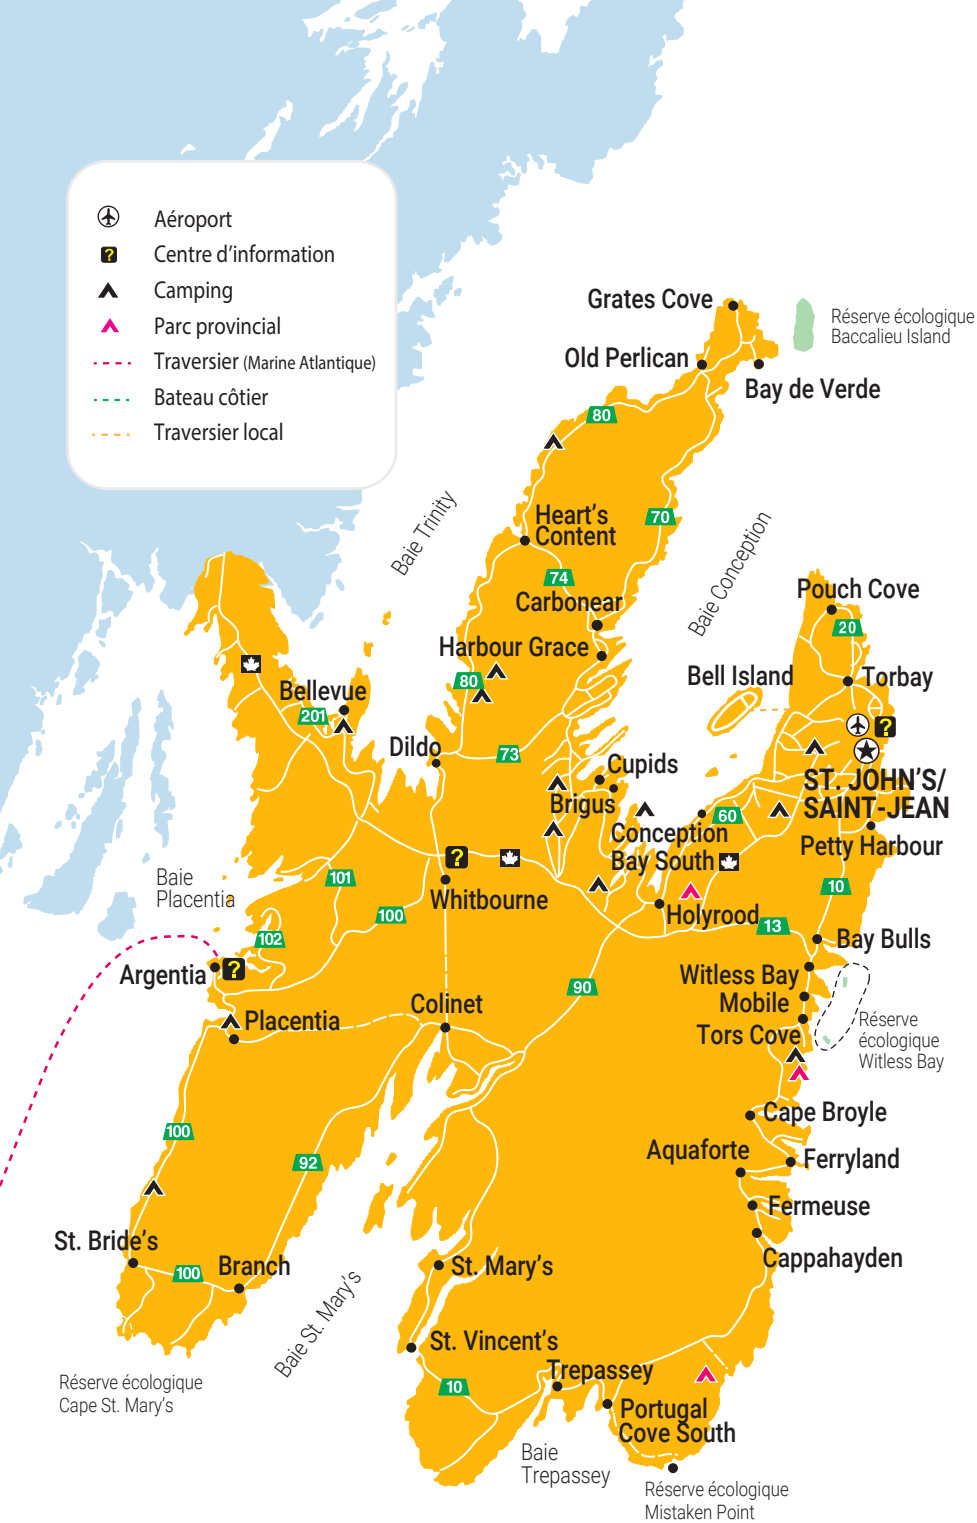 Aéroport
?
Centre d'information
Camping
Parc provincial
Traversier (Marine Atlantique)
Bateau côtier
Traversier local
Grates Cove
Réserve écologique
Baccalieu Island
Old Perlican
Bay de Verde
80
Baie Trinity
Heart's
Content
70
Baie Conception
74
Carbonear
Pouch Cove
20
Harbour Grace
80
Bell Island
Torbay
Bellevue
201
?
Dildo
73
Cupids
ST. JOHN'S/
SAINT-JEAN
Brigus
60
Conception
Bay South
Petty Harbour
?
Whitbourne
101
Baie
Placentia
10
100
Holyrood
13
102
Bay Bulls
Argentia
?
Witless Bay
90
Mobile
Colinet
Placentia
Tors Cove
Réserve
écologique
Witless Bay
Cape Broyle
100
Aquaforte
92
Ferryland
Fermeuse
St. Bride's
100
Branch
St. Mary's
Cappahayden
Baie St. Mary's
St. Vincent's
Réserve écologique
Cape St. Mary's
10
Trepassey
Portugal
Cove South
Baie
Trepassey
Réserve écologique
Mistaken Point